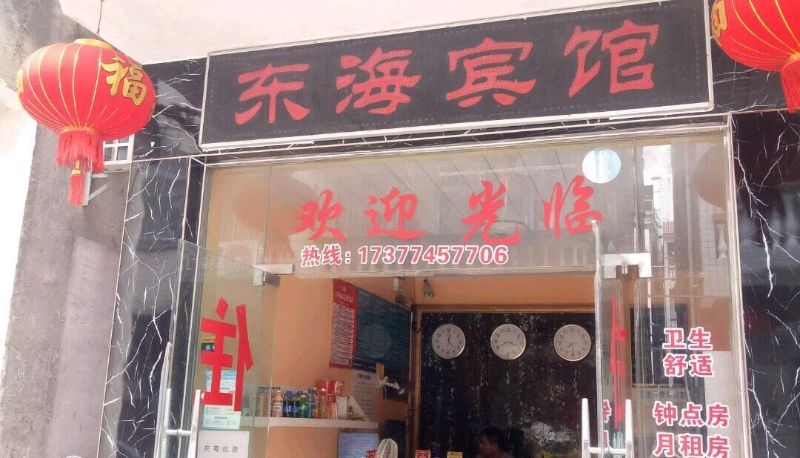 东海宾馆
福
欢迎光临
热线：17377457706
住
卫生
舒适
钟点房
月租房